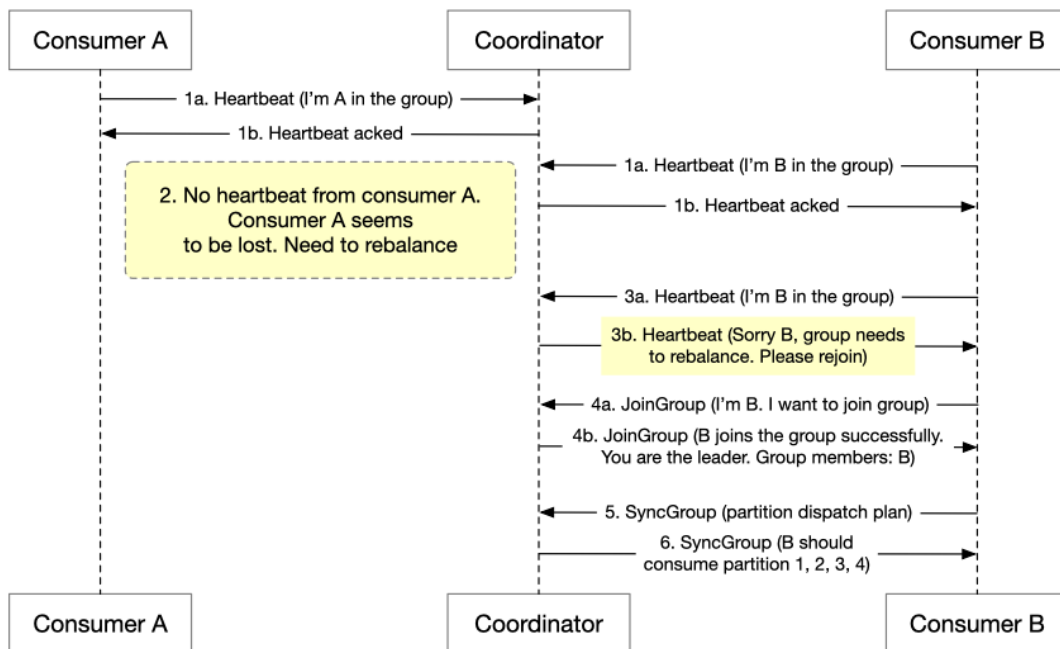 Consumer A
Coordinator
Consumer B
1a. Heartbeat (I'm A in the group)
1b. Heartbeat acked
1a. Heartbeat (I'm B in the group)
2. No heartbeat from consumer A.
Consumer A seems
to be lost. Need to rebalance
1b. Heartbeat acked
3a. Heartbeat (I'm B in the group)
3b. Heartbeat (Sorry B, group needs
to rebalance. Please rejoin)
4a. JoinGroup (I'm B. I want to join group)
4b. JoinGroup (B joins the group successfully.
You are the leader. Group members: B)
5. SyncGroup (partition dispatch plan)
6. SyncGroup (B should
consume partition 1, 2, 3, 4)
Consumer A
Coordinator
Consumer B